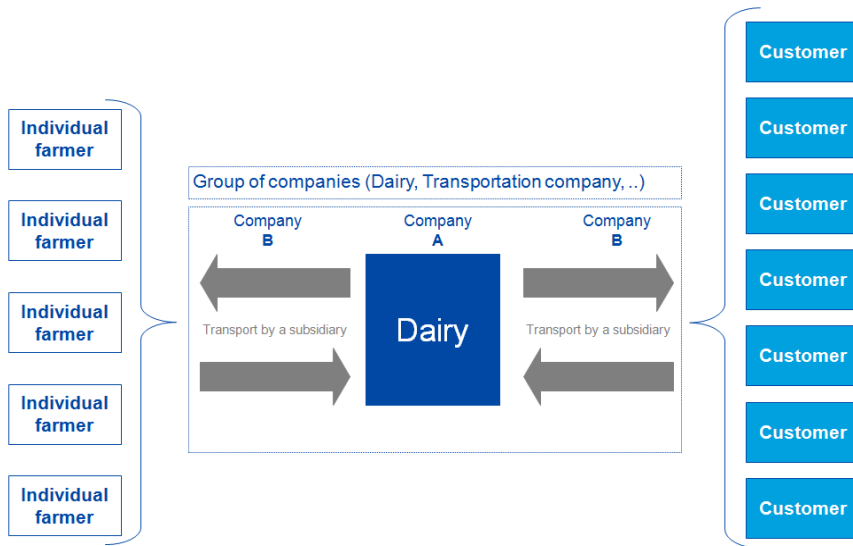 Individual
farmer
Individual
farmer
Individual
farmer
Individual
farmer
Individual
farmer
Group of companies (Dairy, Transportation company, ..)
Company
B
Company
A
Company
B
Transport by a subsidiary
Dairy
Transport by a subsidiary
Customer
Customer
Customer
Customer
Customer
Customer
Customer